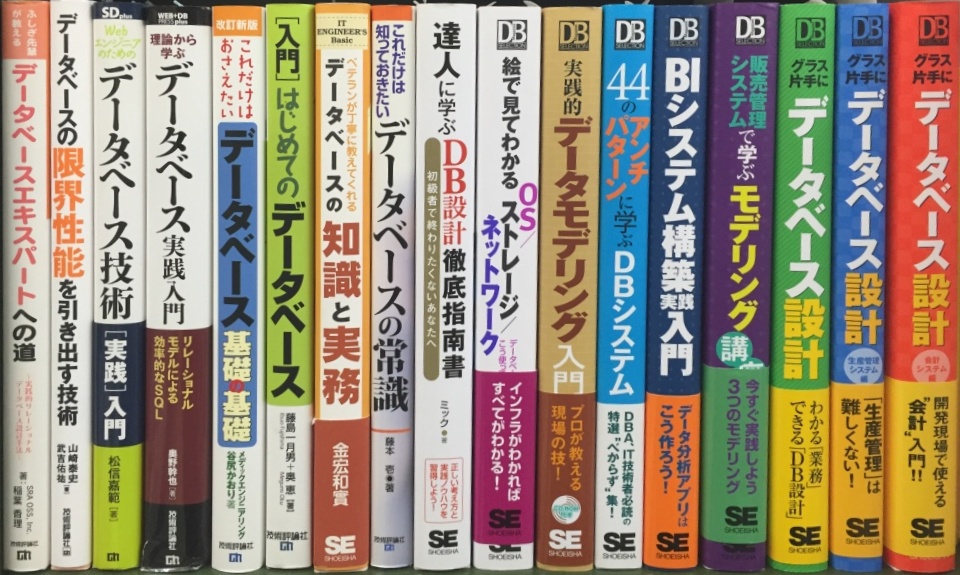 ふしぎ先輩が教える
データベースエキスパートへの道
著：SRA OSS, Inc. 稲葉 香理
技術評論社
データベースの限界性能を引き出す技術
山崎泰史
武吉佑祐 [著]
技術評論社
SD plus
Webエンジニアのための
データベース技術
[実践]入門
松信嘉範 [著]
WEB+DB PRESS plus
理論から学ぶ
データベース実践入門
リレーショナルモデルによる効率的なSQL
奥野幹也 [著]
技術評論社
改訂新版
これだけはおさえたい
データベース基礎の基礎
メディックエンジニアリング
谷尻かおり 著
技術評論社
[入門]はじめてのデータベース
藤島一月男＋奥 恵 [著]
技術評論社
IT ENGINEER's Basic
ベテランが丁寧に教えてくれる
データベースの知識と実務
金宏和實
SE
SHOEISHA
これだけは知っておきたい
データベースの常識
藤本 壱●著
技術評論社
達人に学ぶDB設計徹底指南書
初級者で終わりたくないあなたへ
ミック●著
正しい考え方と実践ノウハウを習得しよう！
SE
SHOEISHA
DB SELECTION
絵で見てわかる
OS/ストレージ/ネットワーク
インフラがわかればすべてがわかる！
SE
SHOEISHA
DB SELECTION
実践的データモデリング入門
プロが教える現場の技！
CD-ROM付き
SE
SHOEISHA
DB SELECTION
44のアンチパターンに学ぶDBシステム
DBA、IT技術者必読の特選“べからず”集！
SE
SHOEISHA
DB SELECTION
BIシステム構築実践入門
データ分析アプリはこう作ろう！
SE
SHOEISHA
DB SELECTION
販売管理システムで学ぶ
モデリング講
今すぐ実践しよう
3つのモデリング
SE
SHOEISHA
DB SELECTION
グラス片手に
データベース設計
わかる「業務」
できる「DB設計」
SE
SHOEISHA
DB SELECTION
グラス片手に
データベース設計
生産管理システム編
「生産管理」は難しくない！
SE
SHOEISHA
DB SELECTION
グラス片手に
データベース設計
会計システム編
開発現場で使える
“会計”入門!!
SE
SHOEISHA